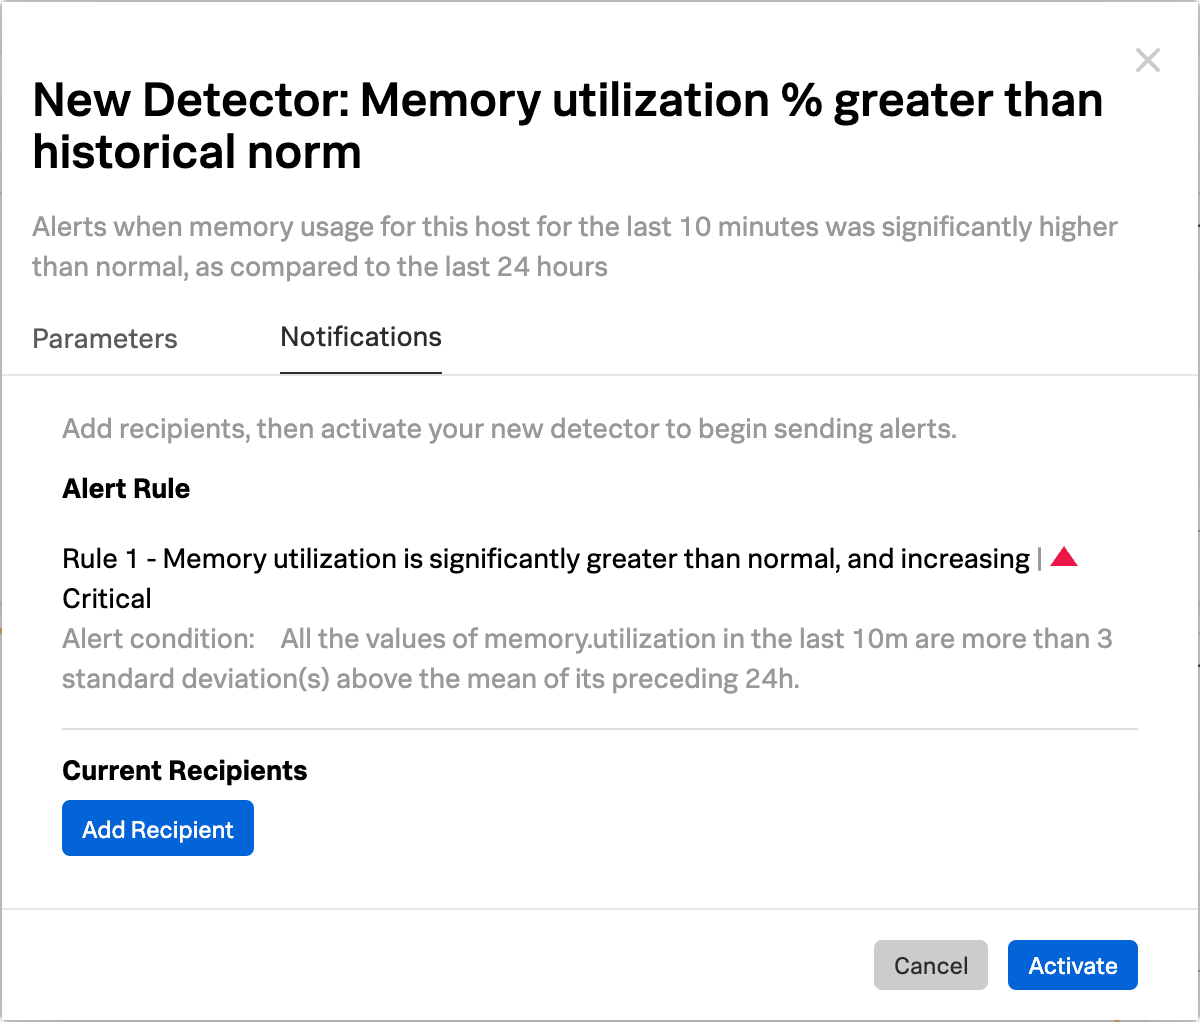 New Detector: Memory utilization % greater than
historical norm
Alerts when memory usage for this host for the last 10 minutes was significantly higher
than normal, as compared to the last 24 hours
Parameters
Notifications
Add recipients, then activate your new detector to begin sending alerts.
Alert Rule
Rule 1 - Memory utilization is significantly greater than normal, and increasing |
Critical
Alert condition: All the values of memory.utilization in the last 10m are more than 3
standard deviation(s) above the mean of its preceding 24h.
Current Recipients
Add Recipient
Cancel
Activate